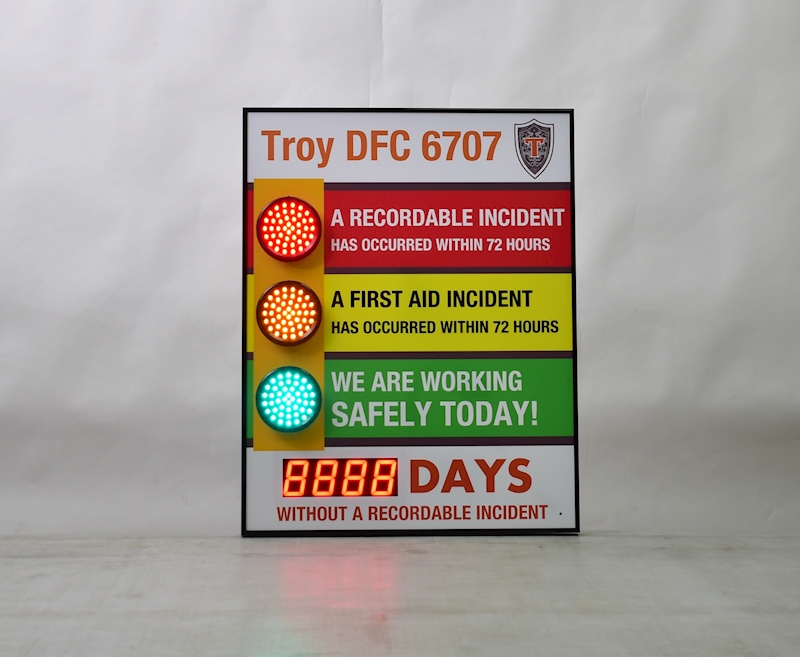 Troy DFC 6707
T
A RECORDABLE INCIDENT
HAS OCCURRED WITHIN 72 HOURS
A FIRST AID INCIDENT
HAS OCCURRED WITHIN 72 HOURS
WE ARE WORKING
SAFELY TODAY!
8888 DAYS
WITHOUT A RECORDABLE INCIDENT